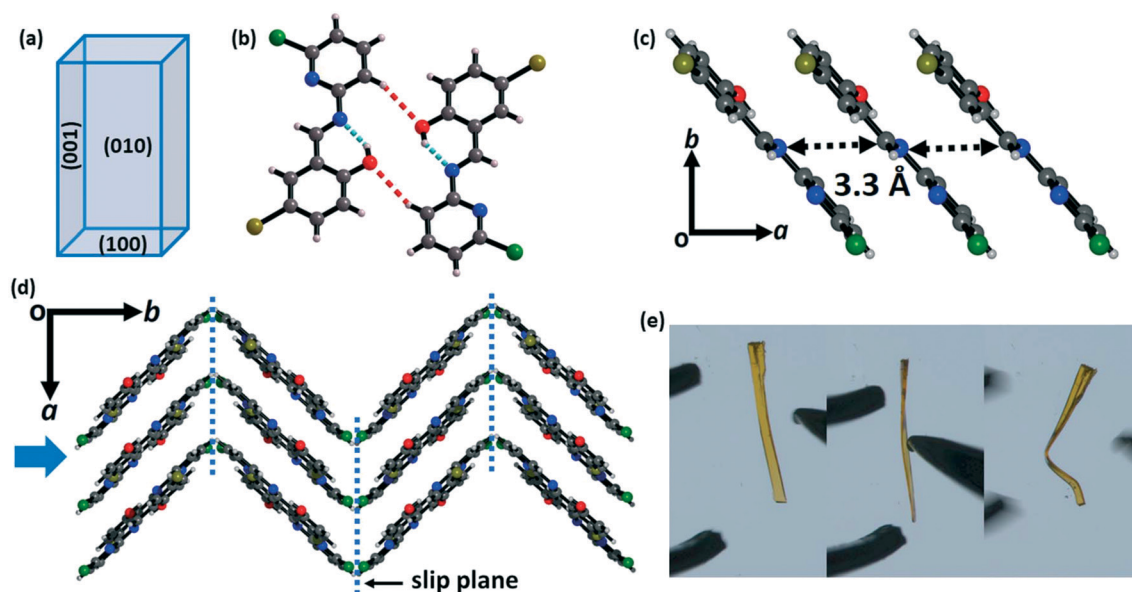 (a)
(001)
(010)
(100)
(b)
(c)
b
3.3 Å
o
a
(d)
o
b
a
slip plane
(e)